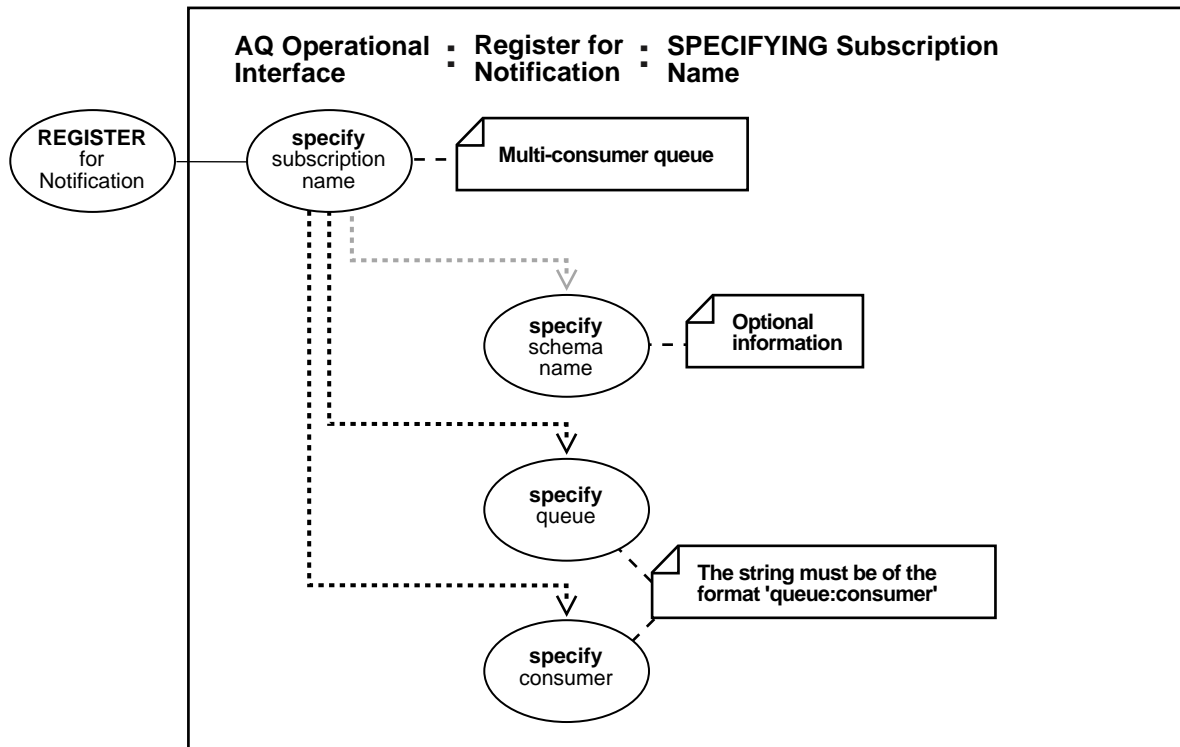 AQ Operational : Register for : SPECIFYING Subscription
Interface Notification Name
REGISTER
for
Notification
specify
subscription
name
Multi-consumer queue
specify
schema
name
Optional
information
specify
queue
The string must be of the
format 'queue:consumer'
specify
consumer